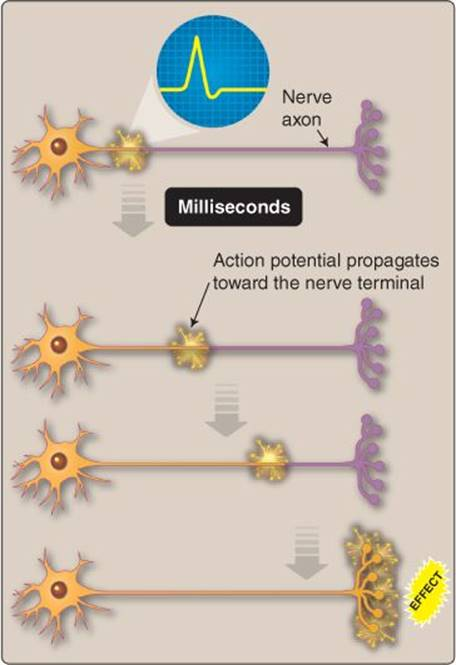 Nerve
axon
Milliseconds
Action potential propagates
toward the nerve terminal
EFFECT